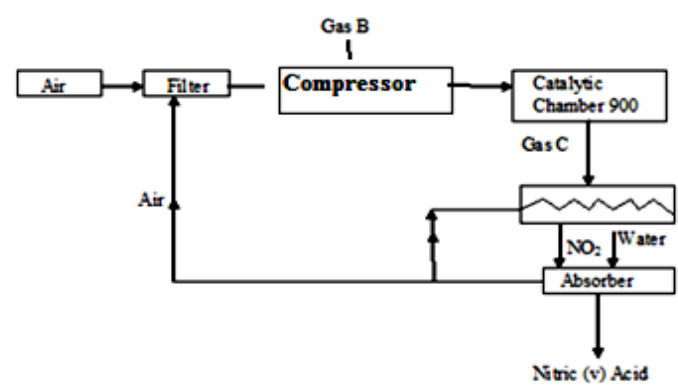 Gas B
Air
Filter
Compressor
Catalytic
Chamber 900
Gas C
Air
NO₂
Water
Absorber
Nitric (v) Acid